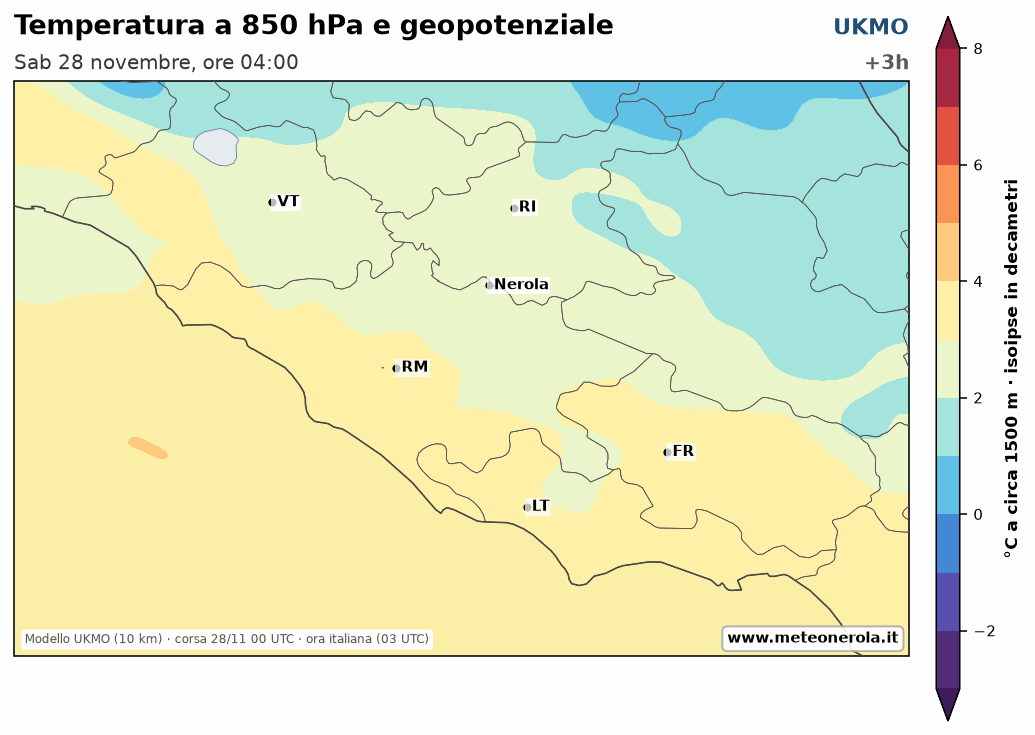 Temperatura a 850 hPa e geopotenziale
UKMO
Sab 28 novembre, ore 04:00
+3h
8
6
4
2
0
−2
°C a circa 1500 m · isoipse in decametri
VT
RI
Nerola
RM
FR
LT
Modello UKMO (10 km) · corsa 28/11 00 UTC · ora italiana (03 UTC)
www.meteonerola.it